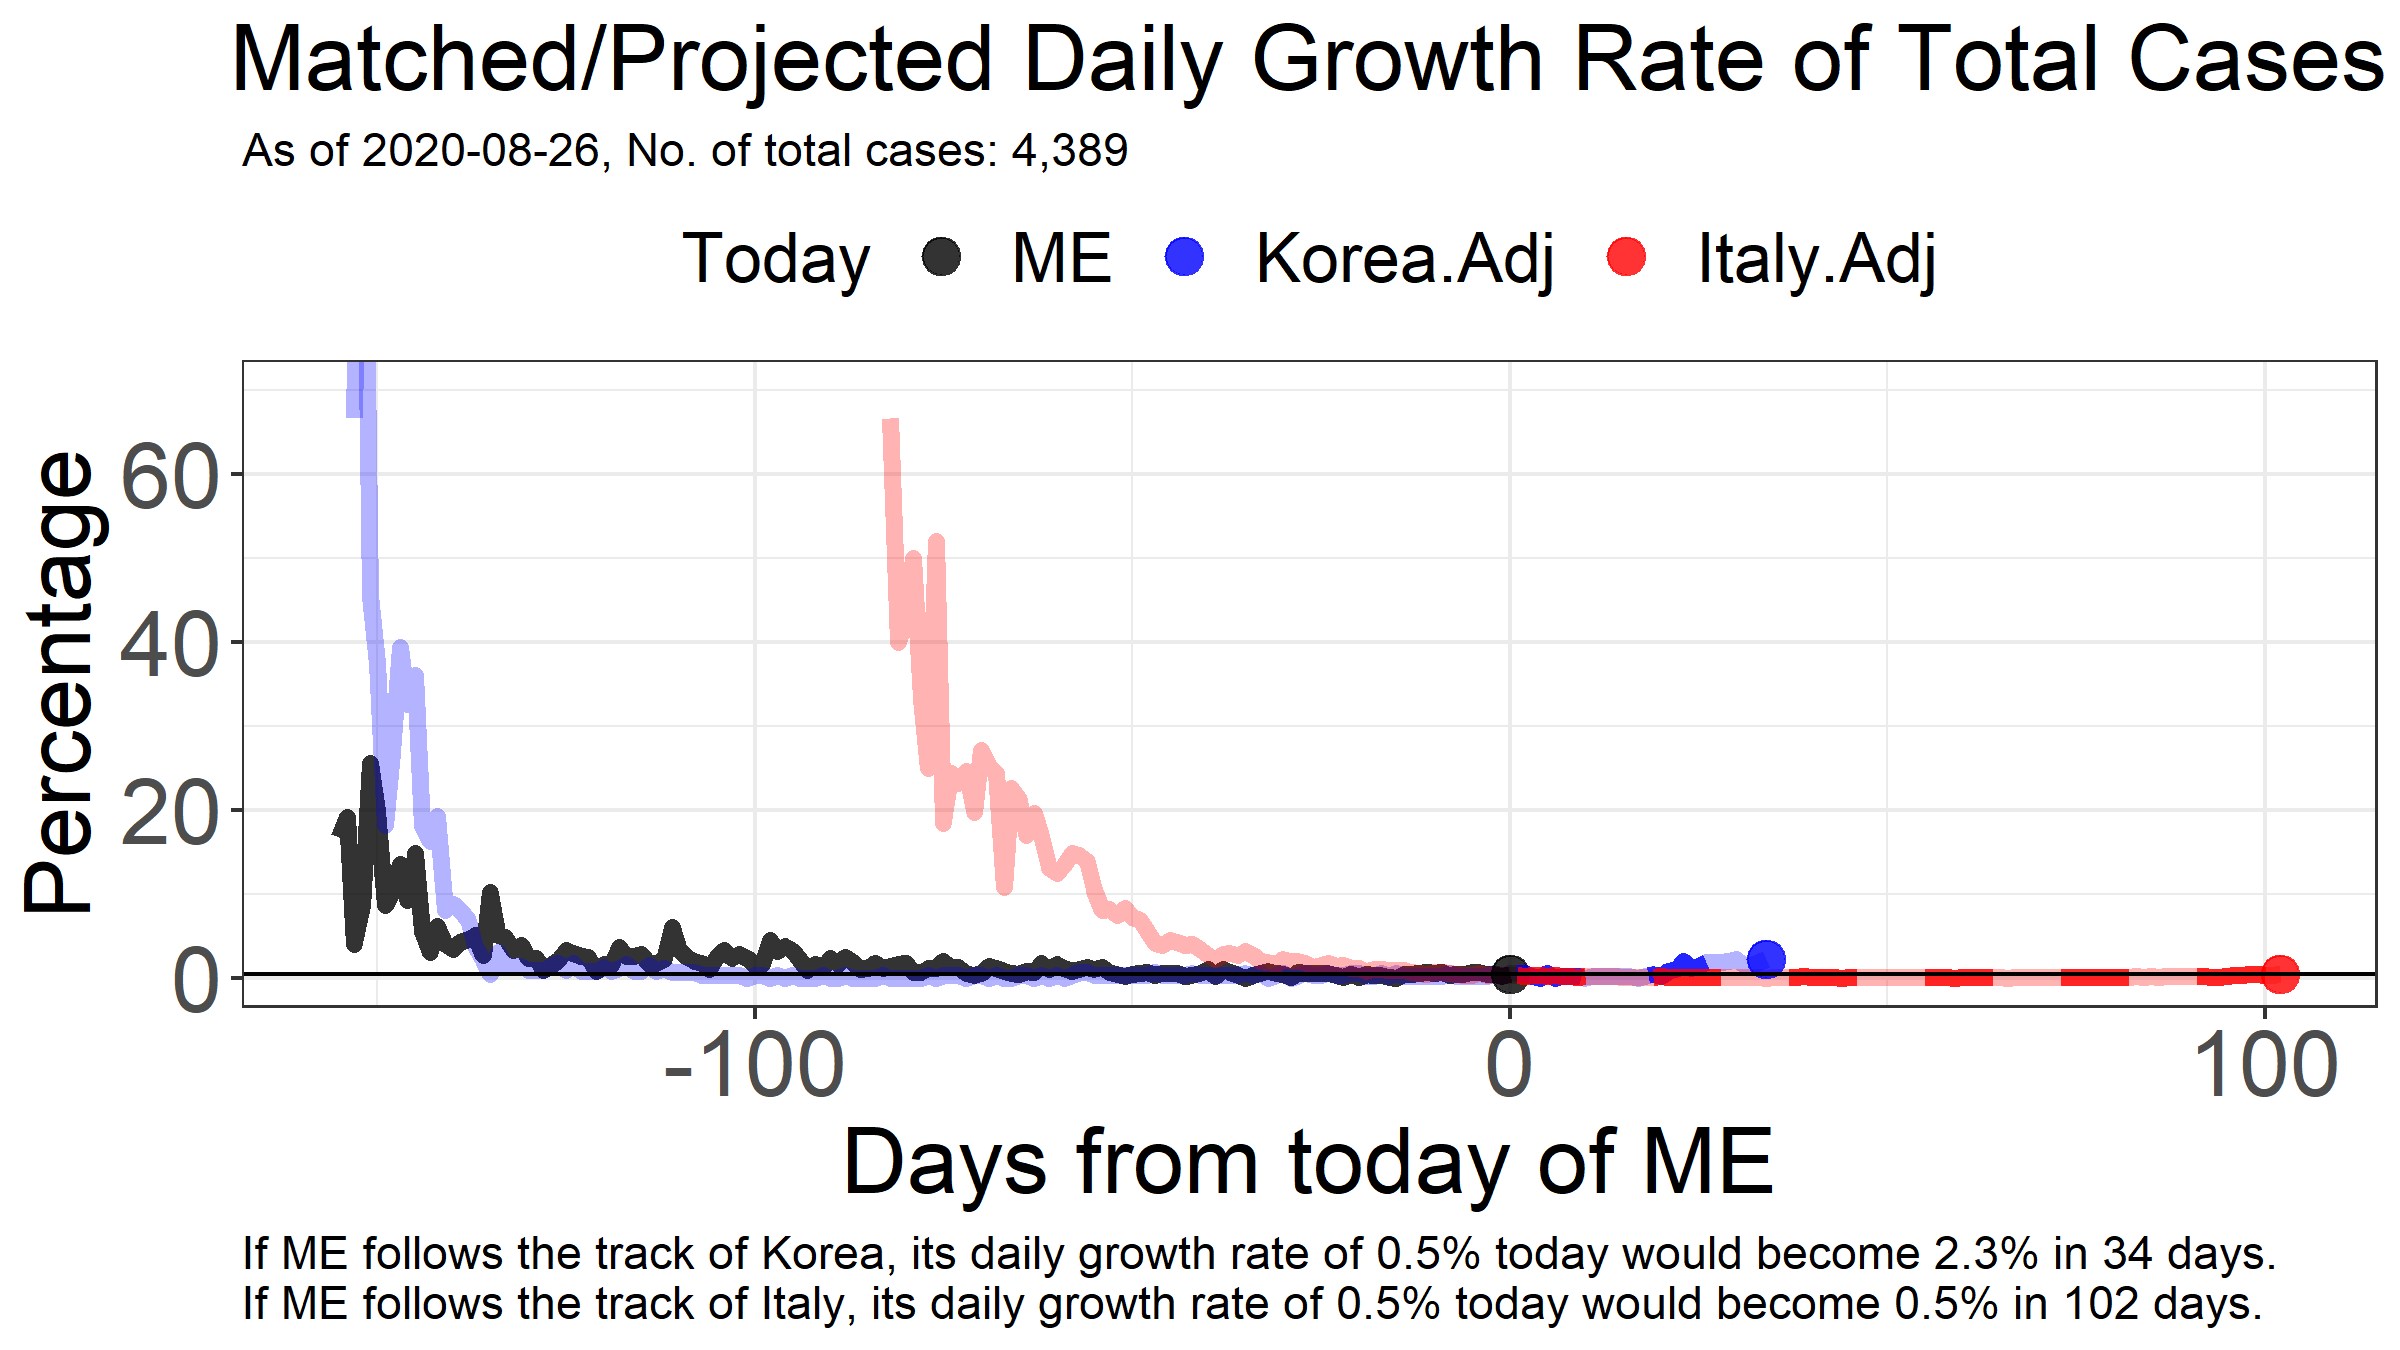 Matched/Projected Daily Growth Rate of Total Cases
As of 2020-08-26, No. of total cases: 4,389
Today ME Korea.Adj Italy.Adj
Percentage
60
40
20
0
-100 0 100
Days from today of ME
If ME follows the track of Korea, its daily growth rate of 0.5% today would become 2.3% in 34 days.
If ME follows the track of Italy, its daily growth rate of 0.5% today would become 0.5% in 102 days.